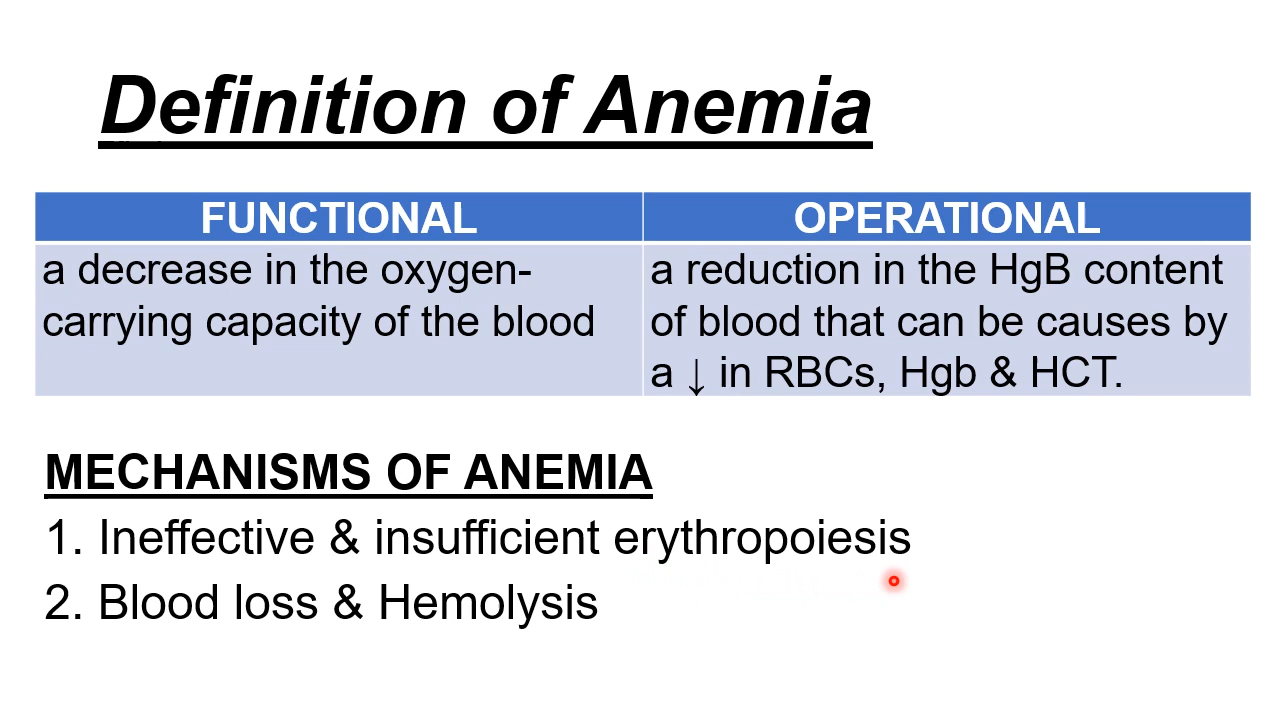 Definition of Anemia
FUNCTIONAL
OPERATIONAL
a decrease in the oxygen-
carrying capacity of the blood
a reduction in the HgB content
of blood that can be causes by
a ↓ in RBCs, Hgb & HCT.
MECHANISMS OF ANEMIA
1. Ineffective & insufficient erythropoiesis
2. Blood loss & Hemolysis